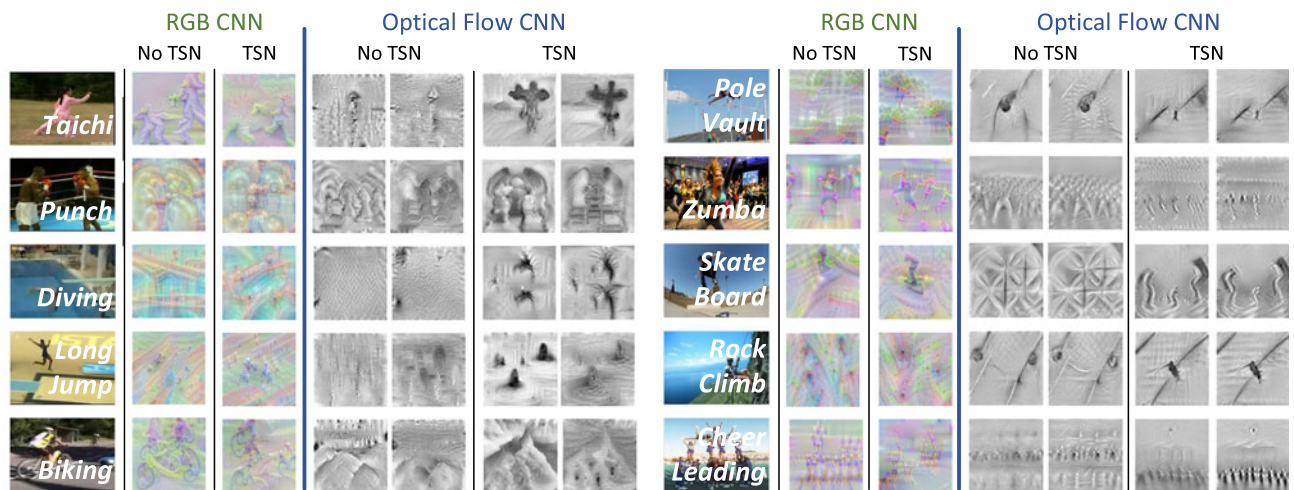 RGB CNN
Optical Flow CNN
RGB CNN
Optical Flow CNN
No TSN
TSN
No TSN
TSN
No TSN
TSN
No TSN
TSN
Taichi
Punch
Diving
Long
Jump
Biking
Pole
Vault
Zumba
Skate
Board
Rock
Climb
Cheer
Leading